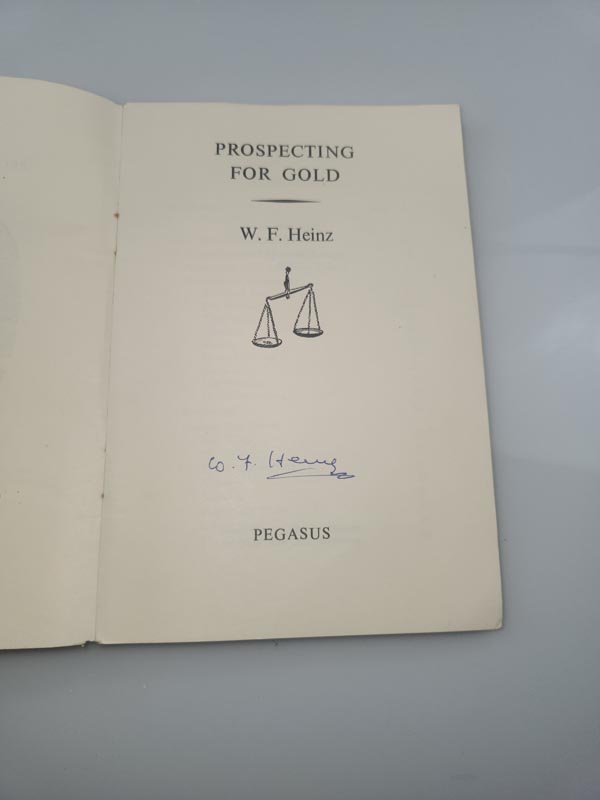 PROSPECTING
FOR GOLD
W. F. Heinz
W. F. Heinz
PEGASUS